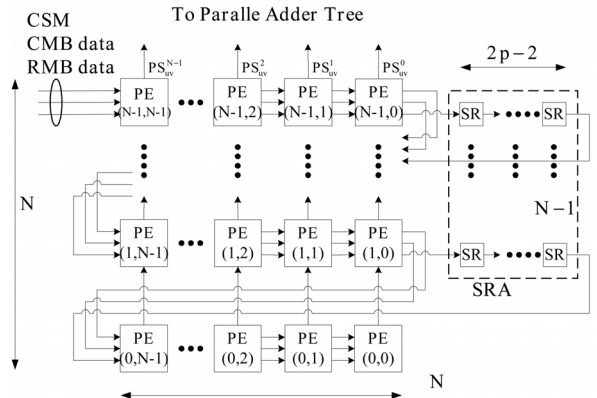 To Paralle Adder Tree
CSM
CMB data
RMB data
PS_uv^N−1 PS_uv^2 PS_uv^1 PS_uv^0
2p−2
PE (N-1,N-1) PE (N-1,2) PE (N-1,1) PE (N-1,0) SR SR
N
N−1
PE (1,N-1) PE (1,2) PE (1,1) PE (1,0) SR SR
SRA
PE (0,N-1) PE (0,2) PE (0,1) PE (0,0)
N